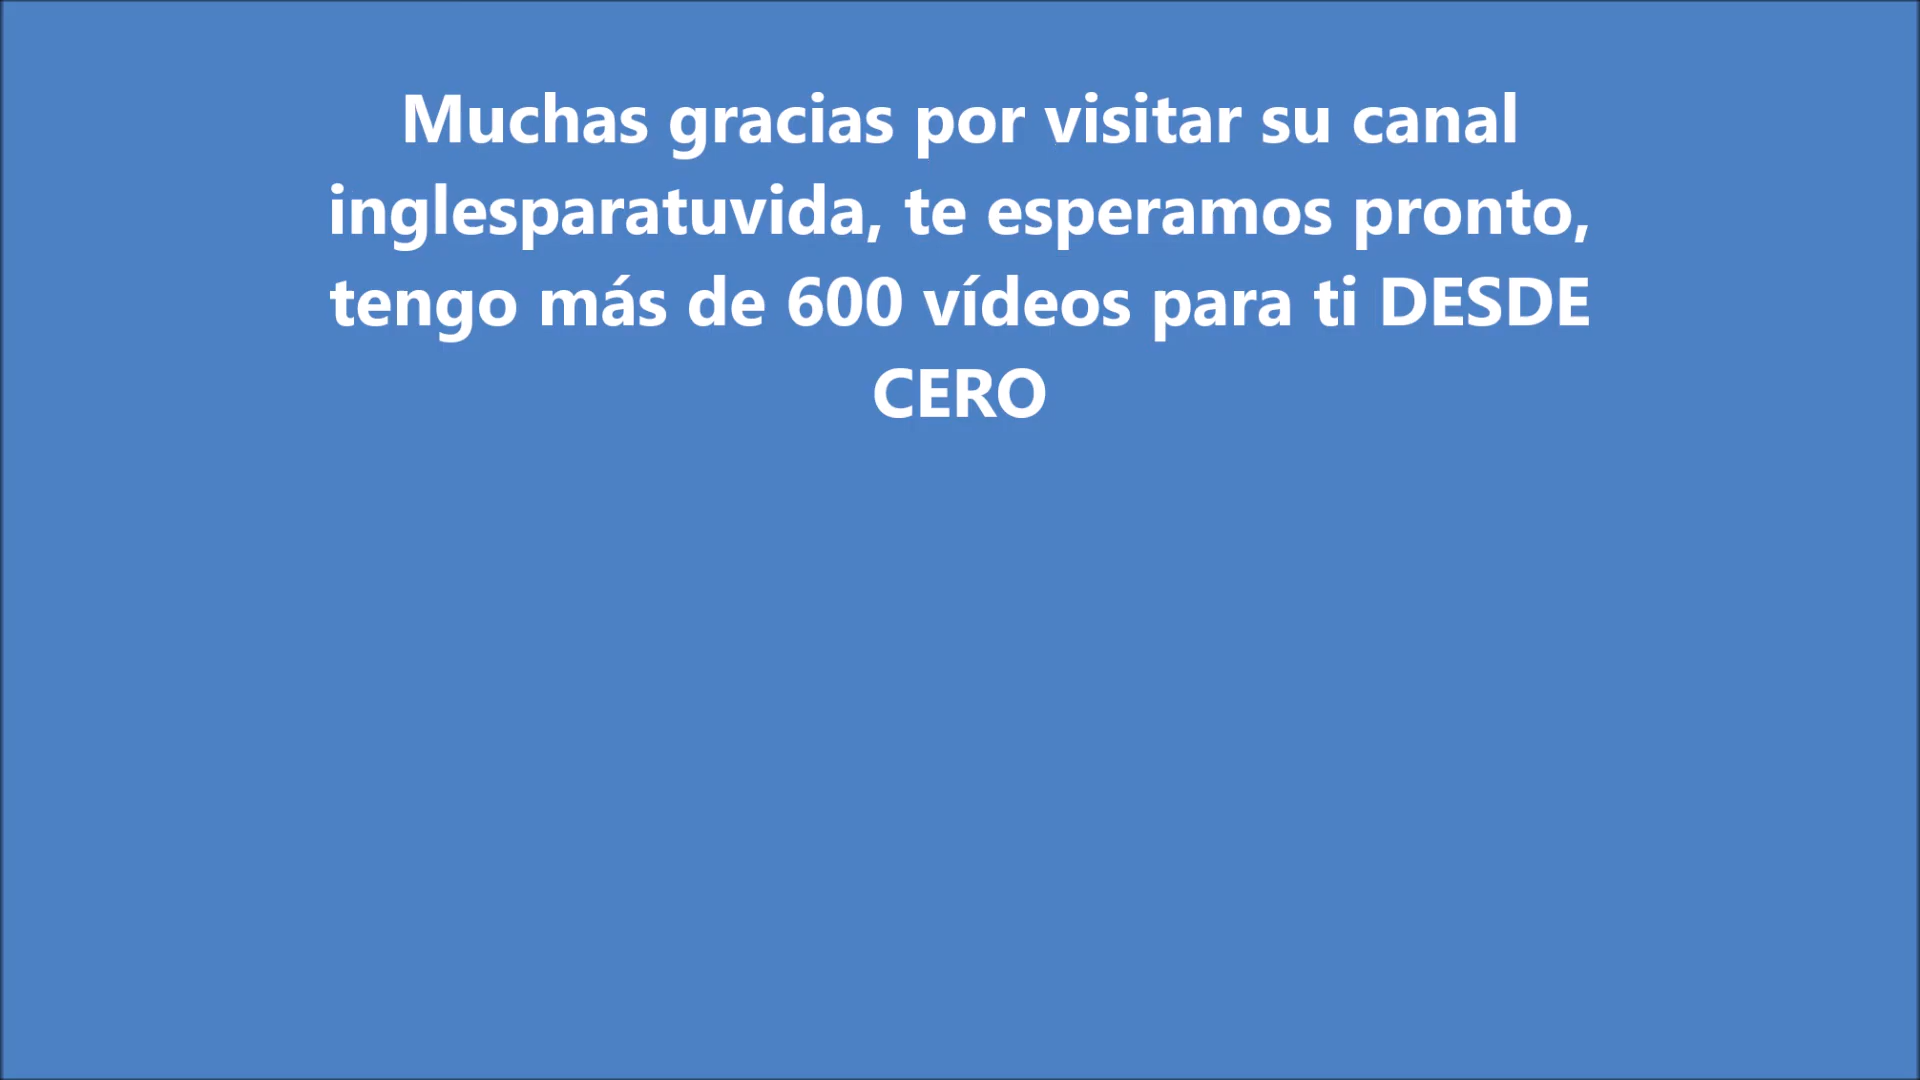 Muchas gracias por visitar su canal
inglesparatuvida, te esperamos pronto,
tengo más de 600 vídeos para ti DESDE
CERO